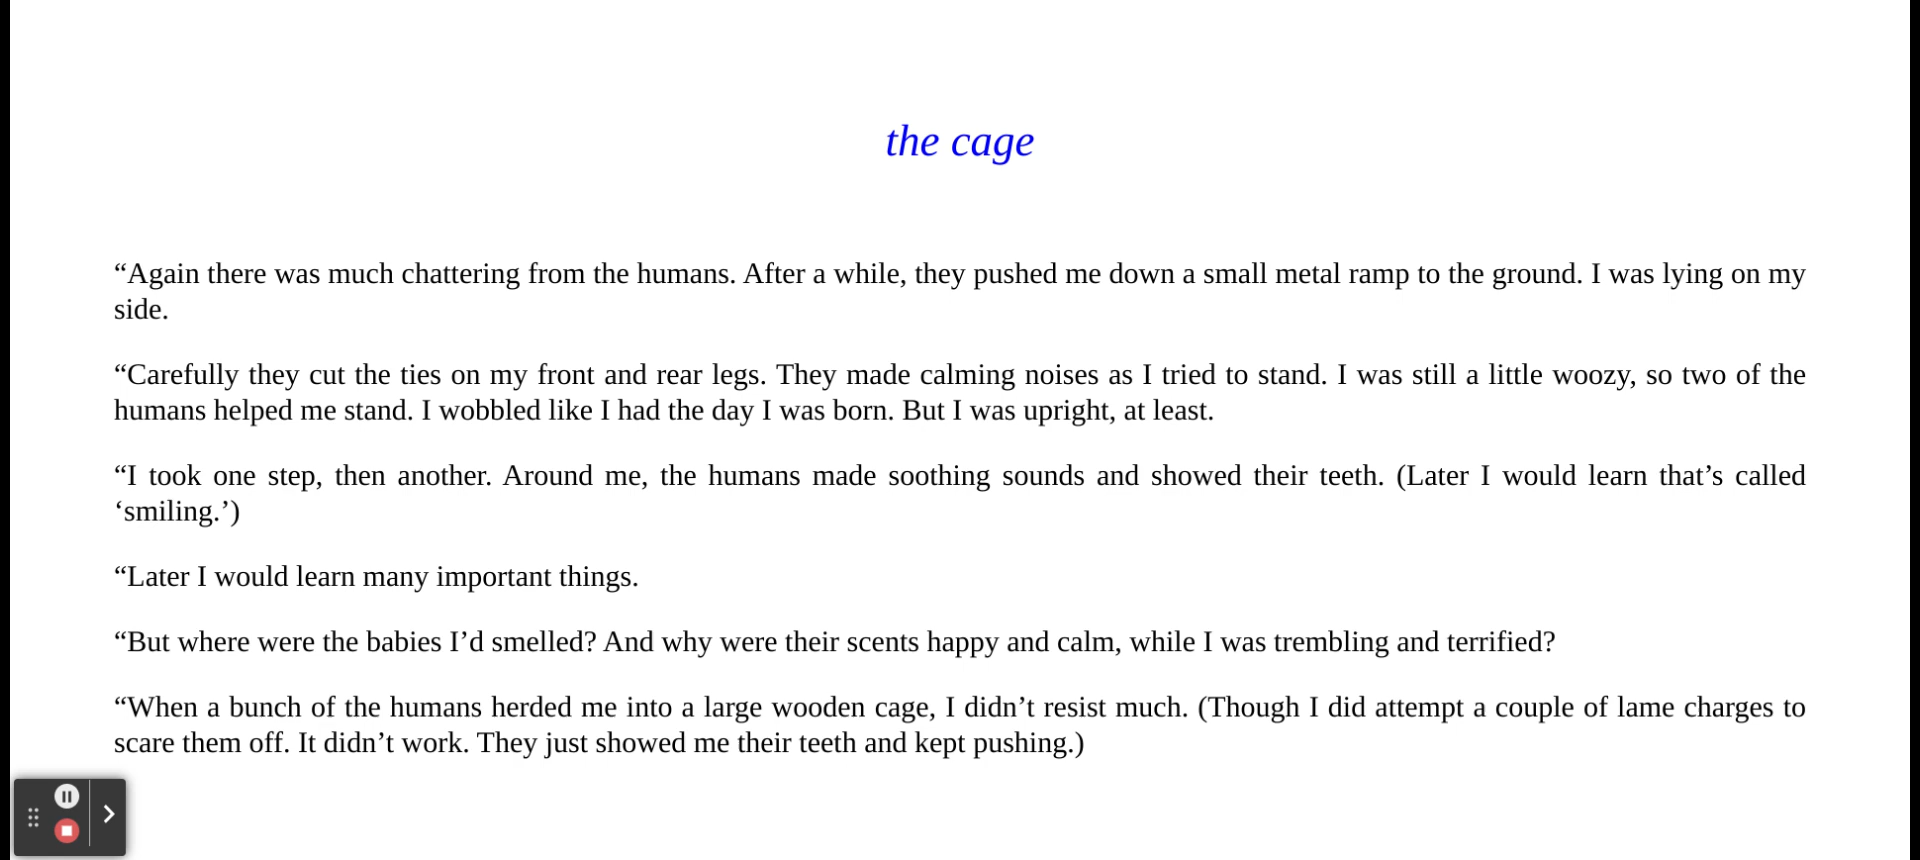 the cage
“Again there was much chattering from the humans. After a while, they pushed me down a small metal ramp to the ground. I was lying on my
side.
“Carefully they cut the ties on my front and rear legs. They made calming noises as I tried to stand. I was still a little woozy, so two of the
humans helped me stand. I wobbled like I had the day I was born. But I was upright, at least.
“I took one step, then another. Around me, the humans made soothing sounds and showed their teeth. (Later I would learn that’s called
‘smiling.’)
“Later I would learn many important things.
“But where were the babies I’d smelled? And why were their scents happy and calm, while I was trembling and terrified?
“When a bunch of the humans herded me into a large wooden cage, I didn’t resist much. (Though I did attempt a couple of lame charges to
scare them off. It didn’t work. They just showed me their teeth and kept pushing.)